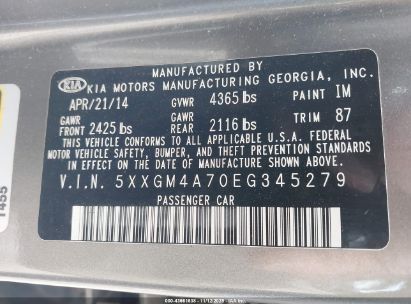 MANUFACTURED BY
KIA KIA MOTORS MANUFACTURING GEORGIA, INC.
APR/21/14 GVWR 4365 lbs PAINT IM
GAWR GAWR
FRONT 2425 lbs REAR 2116 lbs TRIM 87
THIS VEHICLE CONFORMS TO ALL APPLICABLE U.S.A. FEDERAL
MOTOR VEHICLE SAFETY, BUMPER, AND THEFT PREVENTION STANDARDS
IN EFFECT ON THE DATE OF MANUFACTURE SHOWN ABOVE.
V.I.N. 5XXGM4A70EG345279
PASSENGER CAR
1455